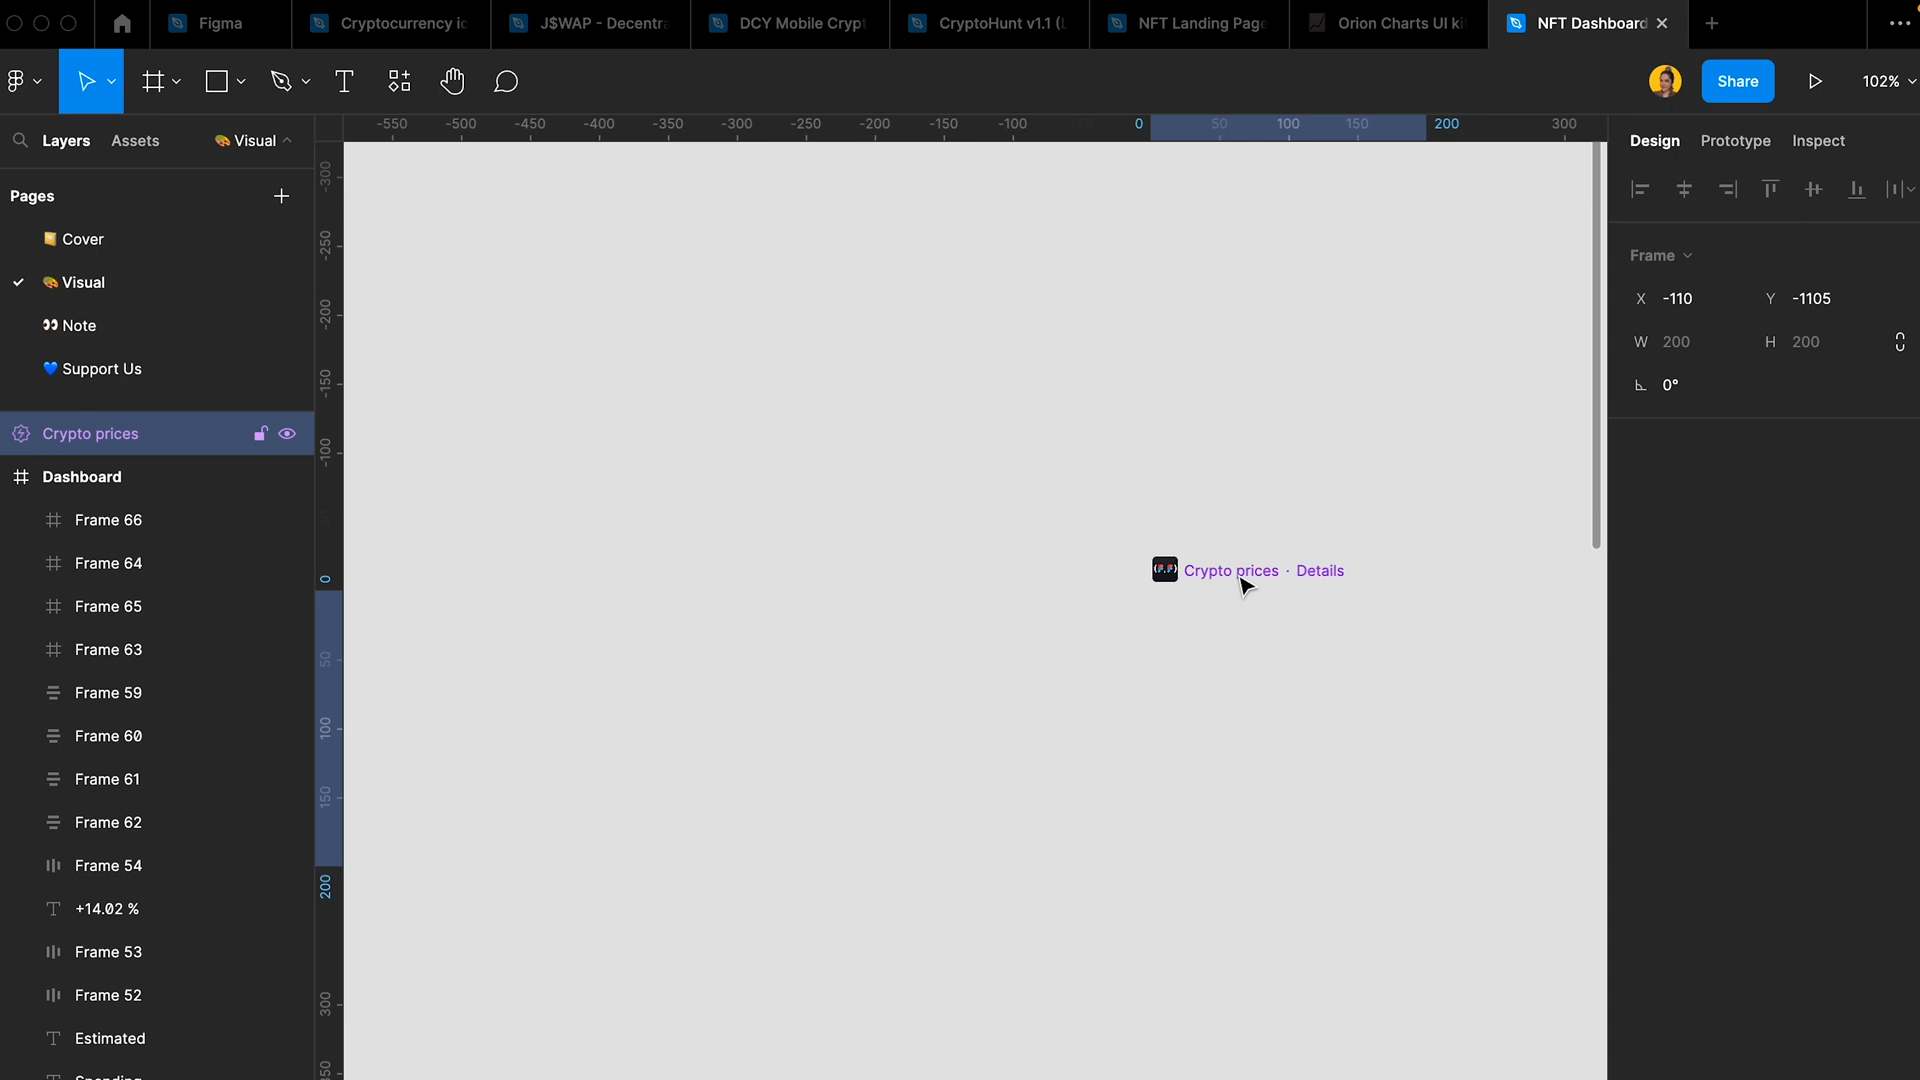 Figma
Cryptocurrency ic
J$WAP - Decentra
DCY Mobile Crypt
CryptoHunt v1.1 (
NFT Landing Page
Orion Charts UI ki
NFT Dashboard
Share
102%
Layers
Assets
Visual
-550
-500
-450
-400
-350
-300
-250
-200
-150
-100
0
50
100
150
200
300
Design
Prototype
Inspect
Pages
Cover
Visual
Note
Support Us
Crypto prices
Dashboard
Frame 66
Frame 64
Frame 65
Frame 63
Frame 59
Frame 60
Frame 61
Frame 62
Frame 54
+14.02 %
Frame 53
Frame 52
Estimated
-300
-250
-200
-150
-100
0
50
100
150
200
300
Crypto prices · Details
Frame
X -110
Y -1105
W 200
H 200
0°